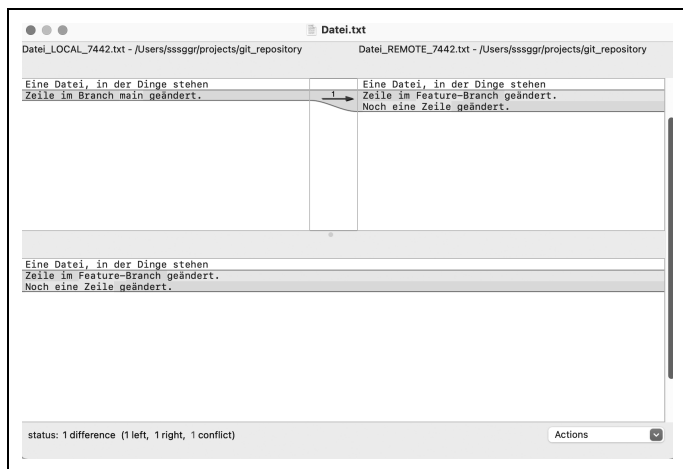 Datei.txt
Datei_LOCAL_7442.txt - /Users/sssggr/projects/git_repository
Datei_REMOTE_7442.txt - /Users/sssggr/projects/git_repository
Eine Datei, in der Dinge stehen
Zeile im Branch main geändert.
1
Eine Datei, in der Dinge stehen
Zeile im Feature-Branch geändert.
Noch eine Zeile geändert.
Eine Datei, in der Dinge stehen
Zeile im Feature-Branch geändert.
Noch eine Zeile geändert.
status: 1 difference (1 left, 1 right, 1 conflict)
Actions